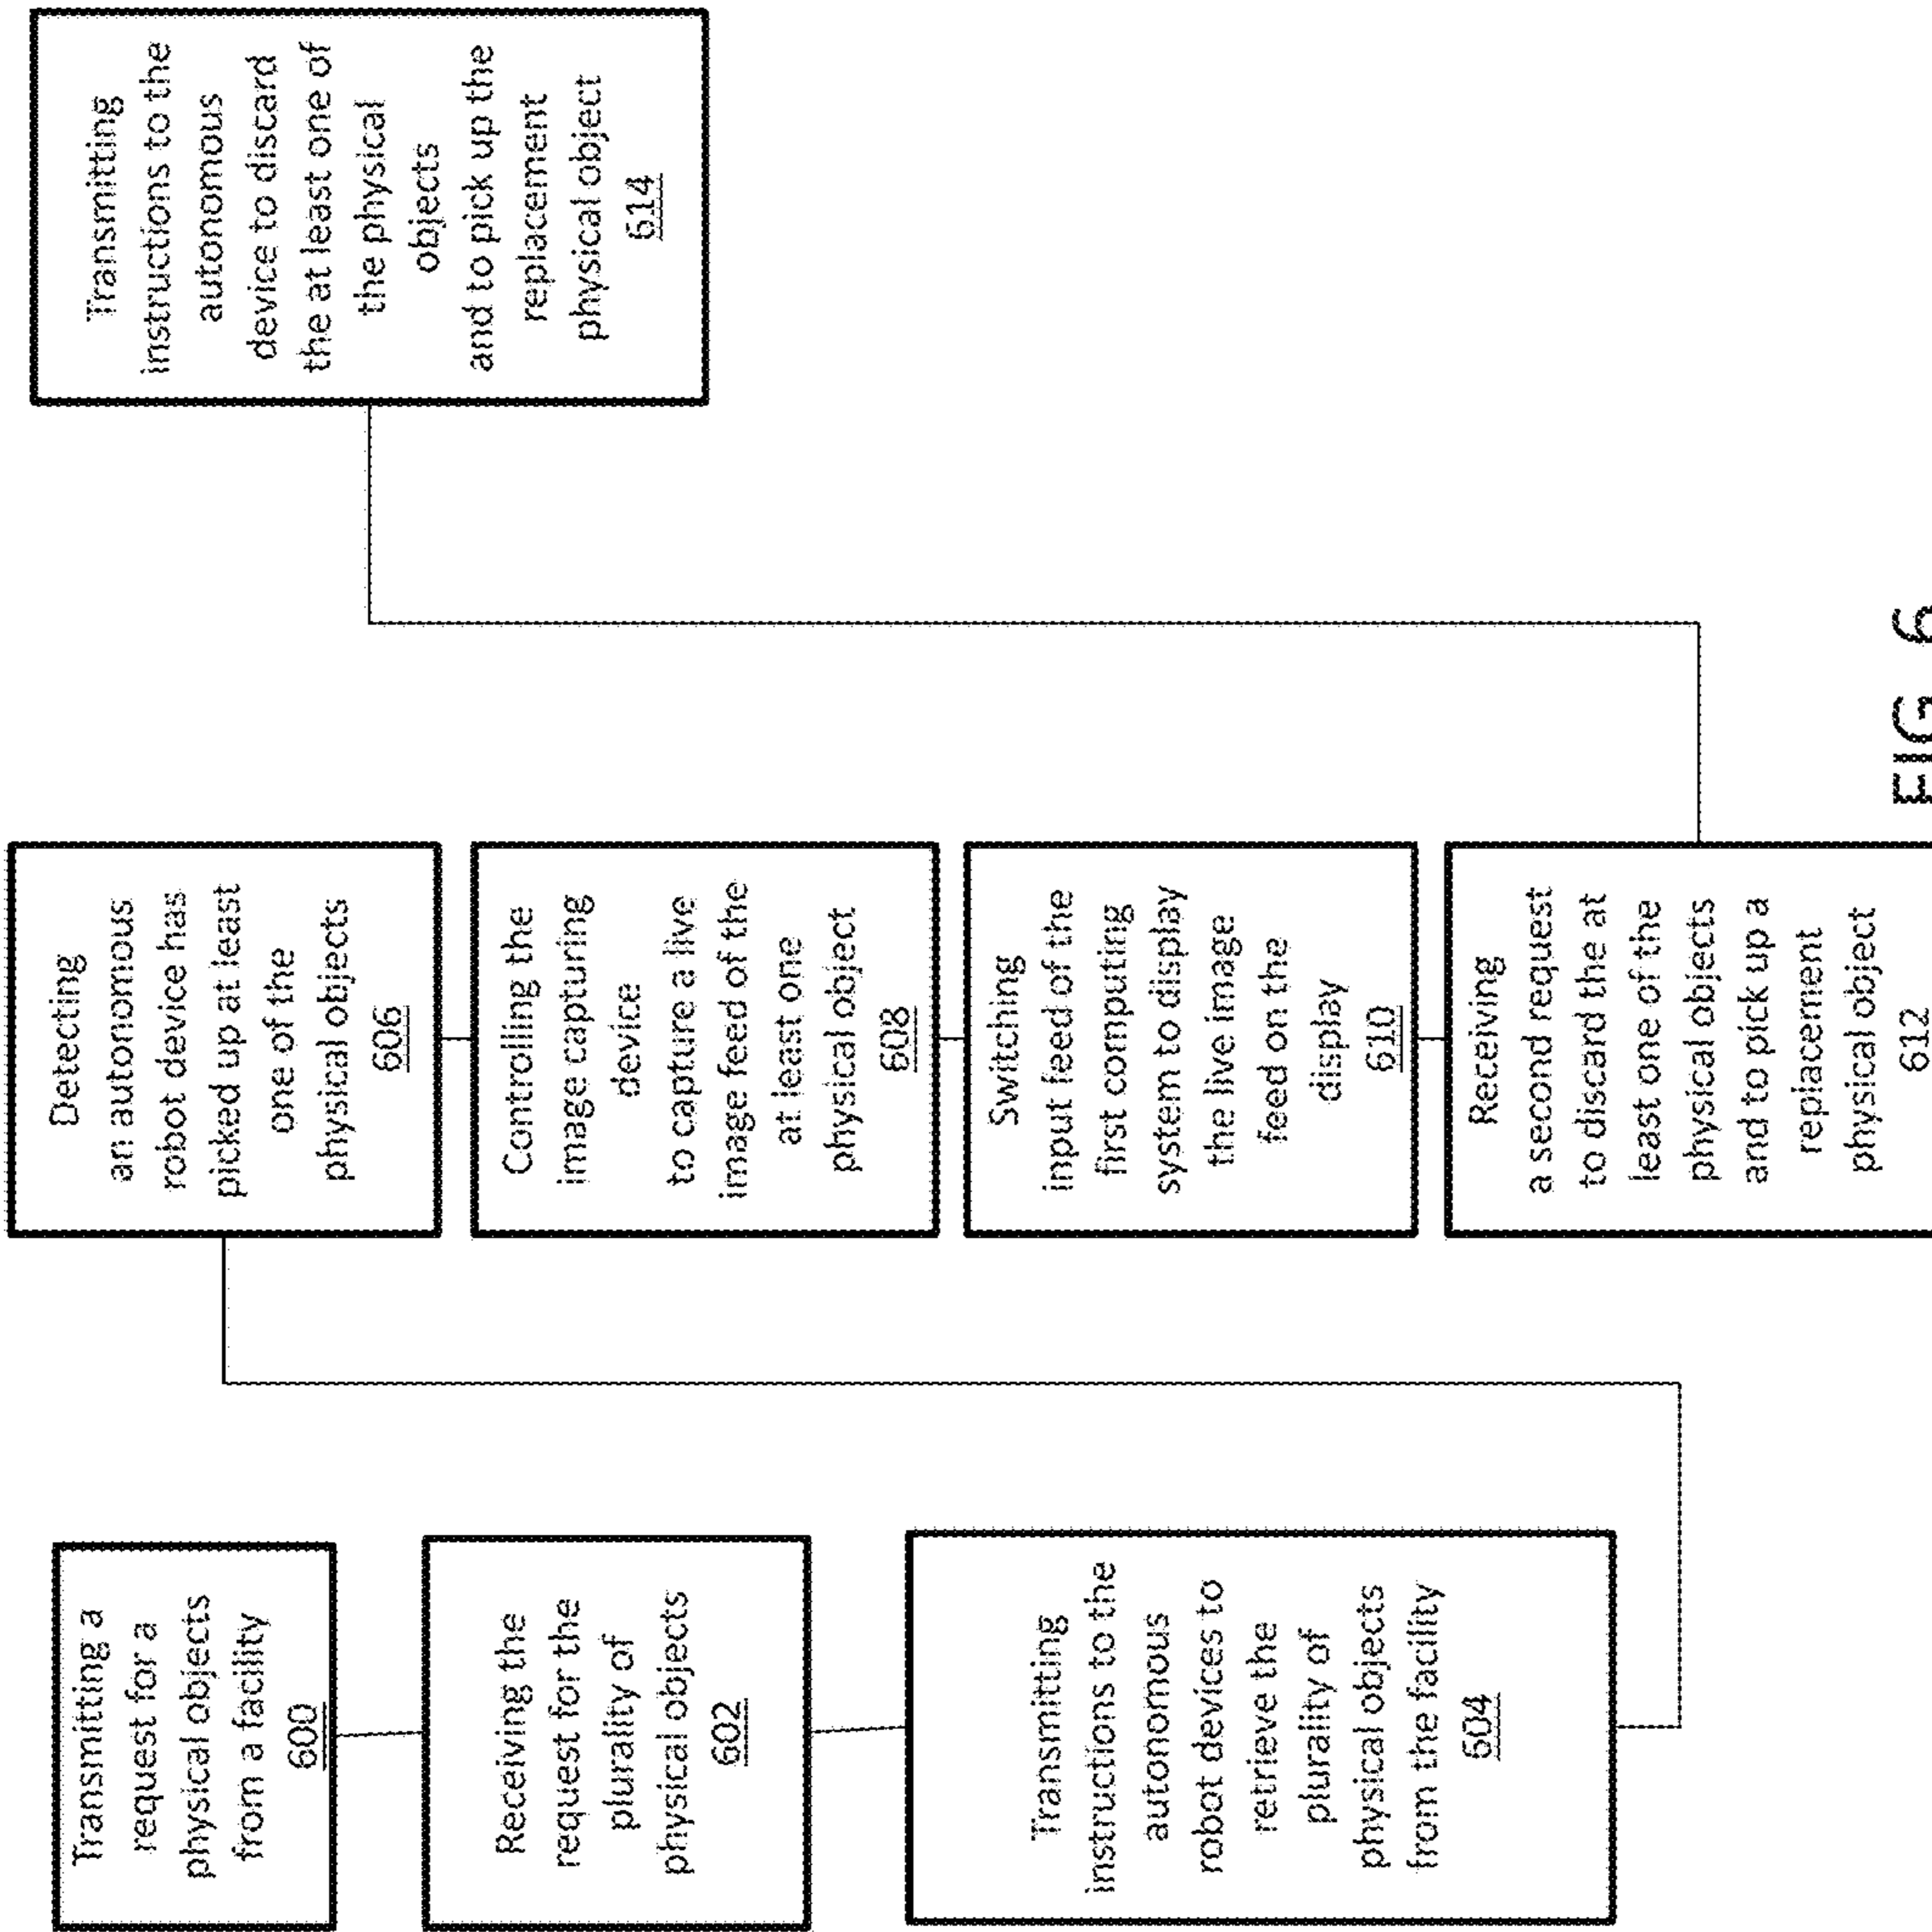 Transmitting a
request for a
physical objects
from a facility
600
Receiving the
request for the
plurality of
physical objects
602
Transmitting
instructions to the
autonomous
robot devices to
retrieve the
plurality of
physical objects
from the facility
604
Detecting
an autonomous
robot device has
picked up at least
one of the
physical objects
606
Controlling the
image capturing
device
to capture a live
image feed of the
at least one
physical object
608
Switching
input feed of the
first computing
system to display
the live image
feed on the
display
610
Receiving
a second request
to discard the at
least one of the
physical objects
and to pick up a
replacement
physical object
612
Transmitting
instructions to the
autonomous
device to discard
the at least one of
the physical
objects
and to pick up the
replacement
physical object
614
FIG 6